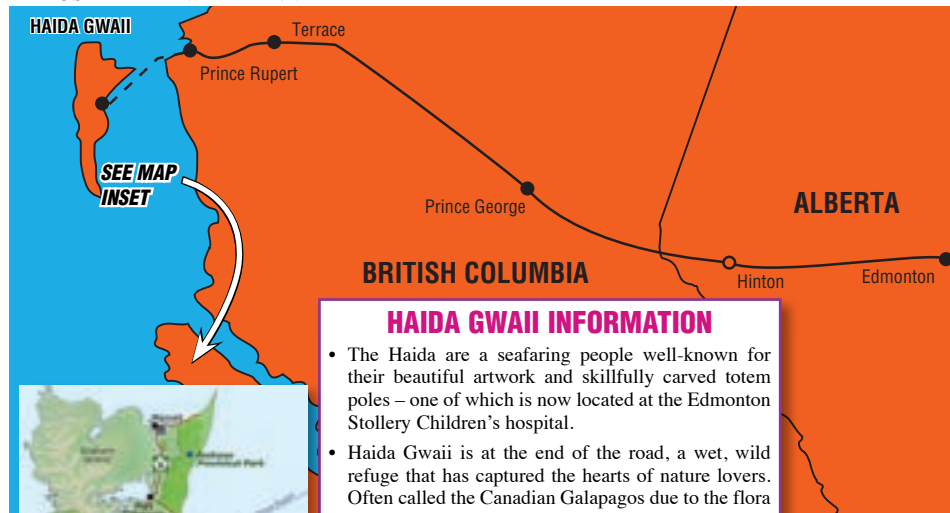 HAIDA GWAII
Terrace
Prince Rupert
SEE MAP
INSET
Prince George
ALBERTA
BRITISH COLUMBIA
Hinton
Edmonton
HAIDA GWAII INFORMATION
• The Haida are a seafaring people well-known for
their beautiful artwork and skillfully carved totem
poles – one of which is now located at the Edmonton
Stollery Children's hospital.
• Haida Gwaii is at the end of the road, a wet, wild
refuge that has captured the hearts of nature lovers.
Often called the Canadian Galapagos due to the flora
Provincial Park